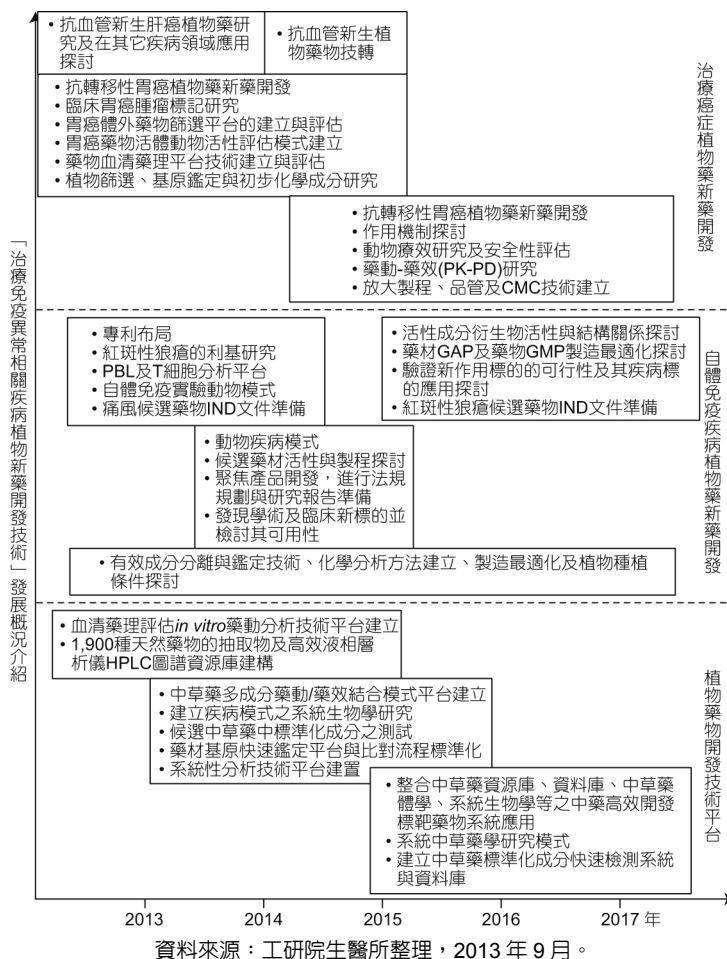 • 抗血管新生肝癌植物藥研
究及在其它疾病領域應用
探討
• 抗血管新生植
物藥物技轉
• 抗轉移性胃癌植物藥新藥開發
• 臨床胃癌腫瘤標記研究
• 胃癌體外藥物篩選平台的建立與評估
• 胃癌藥物活體動物活性評估模式建立
• 藥物血清藥理平台技術建立與評估
• 植物篩選、基原鑑定與初步化學成分研究
• 抗轉移性胃癌植物藥新藥開發
• 作用機制探討
• 動物療效研究及安全性評估
• 藥動-藥效(PK-PD)研究
• 放大製程、品管及CMC技術建立
治療癌症植物藥新藥開發
「治療免疫異常相關疾病植物新藥開發技術」發展概況介紹
• 專利布局
• 紅斑性狼瘡的利基研究
• PBL及T細胞分析平台
• 自體免疫實驗動物模式
• 痛風候選藥物IND文件準備
• 活性成分衍生物活性與結構關係探討
• 藥材GAP及藥物GMP製造最適化探討
• 驗證新作用標的的可行性及其疾病標
的應用探討
• 紅斑性狼瘡候選藥物IND文件準備
• 動物疾病模式
• 候選藥材活性與製程探討
• 聚焦產品開發，進行法規
規劃與研究報告準備
• 發現學術及臨床新標的並
檢討其可用性
• 有效成分分離與鑑定技術、化學分析方法建立、製造最適化及植物種植
條件探討
自體免疫疾病植物藥新藥開發
• 血清藥理評估in vitro藥動分析技術平台建立
• 1,900種天然藥物的抽取物及高效液相層
析儀HPLC圖譜資源庫建構
• 中草藥多成分藥動/藥效結合模式平台建立
• 建立疾病模式之系統生物學研究
• 候選中草藥中標準化成分之測試
• 藥材基原快速鑑定平台與比對流程標準化
• 系統性分析技術平台建置
• 整合中草藥資源庫、資料庫、中草藥
體學、系統生物學等之中藥高效開發
標靶藥物系統應用
• 系統中草藥學研究模式
• 建立中草藥標準化成分快速檢測系統
與資料庫
植物藥物開發技術平台
2013 2014 2015 2016 2017 年
資料來源：工研院生醫所整理，2013 年 9 月。